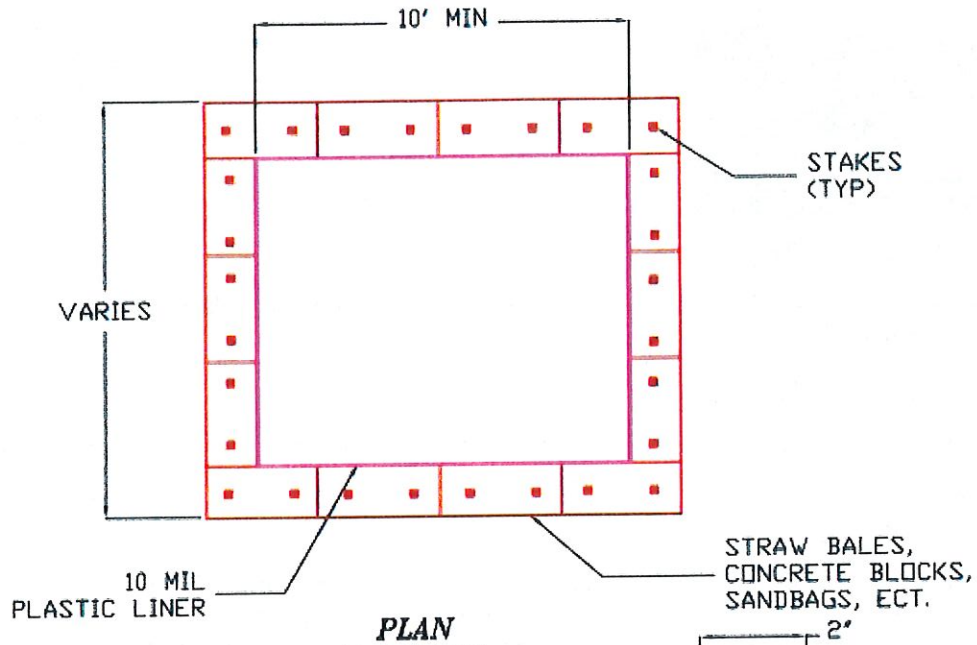 10' MIN
STAKES
(TYP)
VARIES
10 MIL
PLASTIC LINER
STRAW BALES,
CONCRETE BLOCKS,
SANDBAGS, ECT.
PLAN
2"